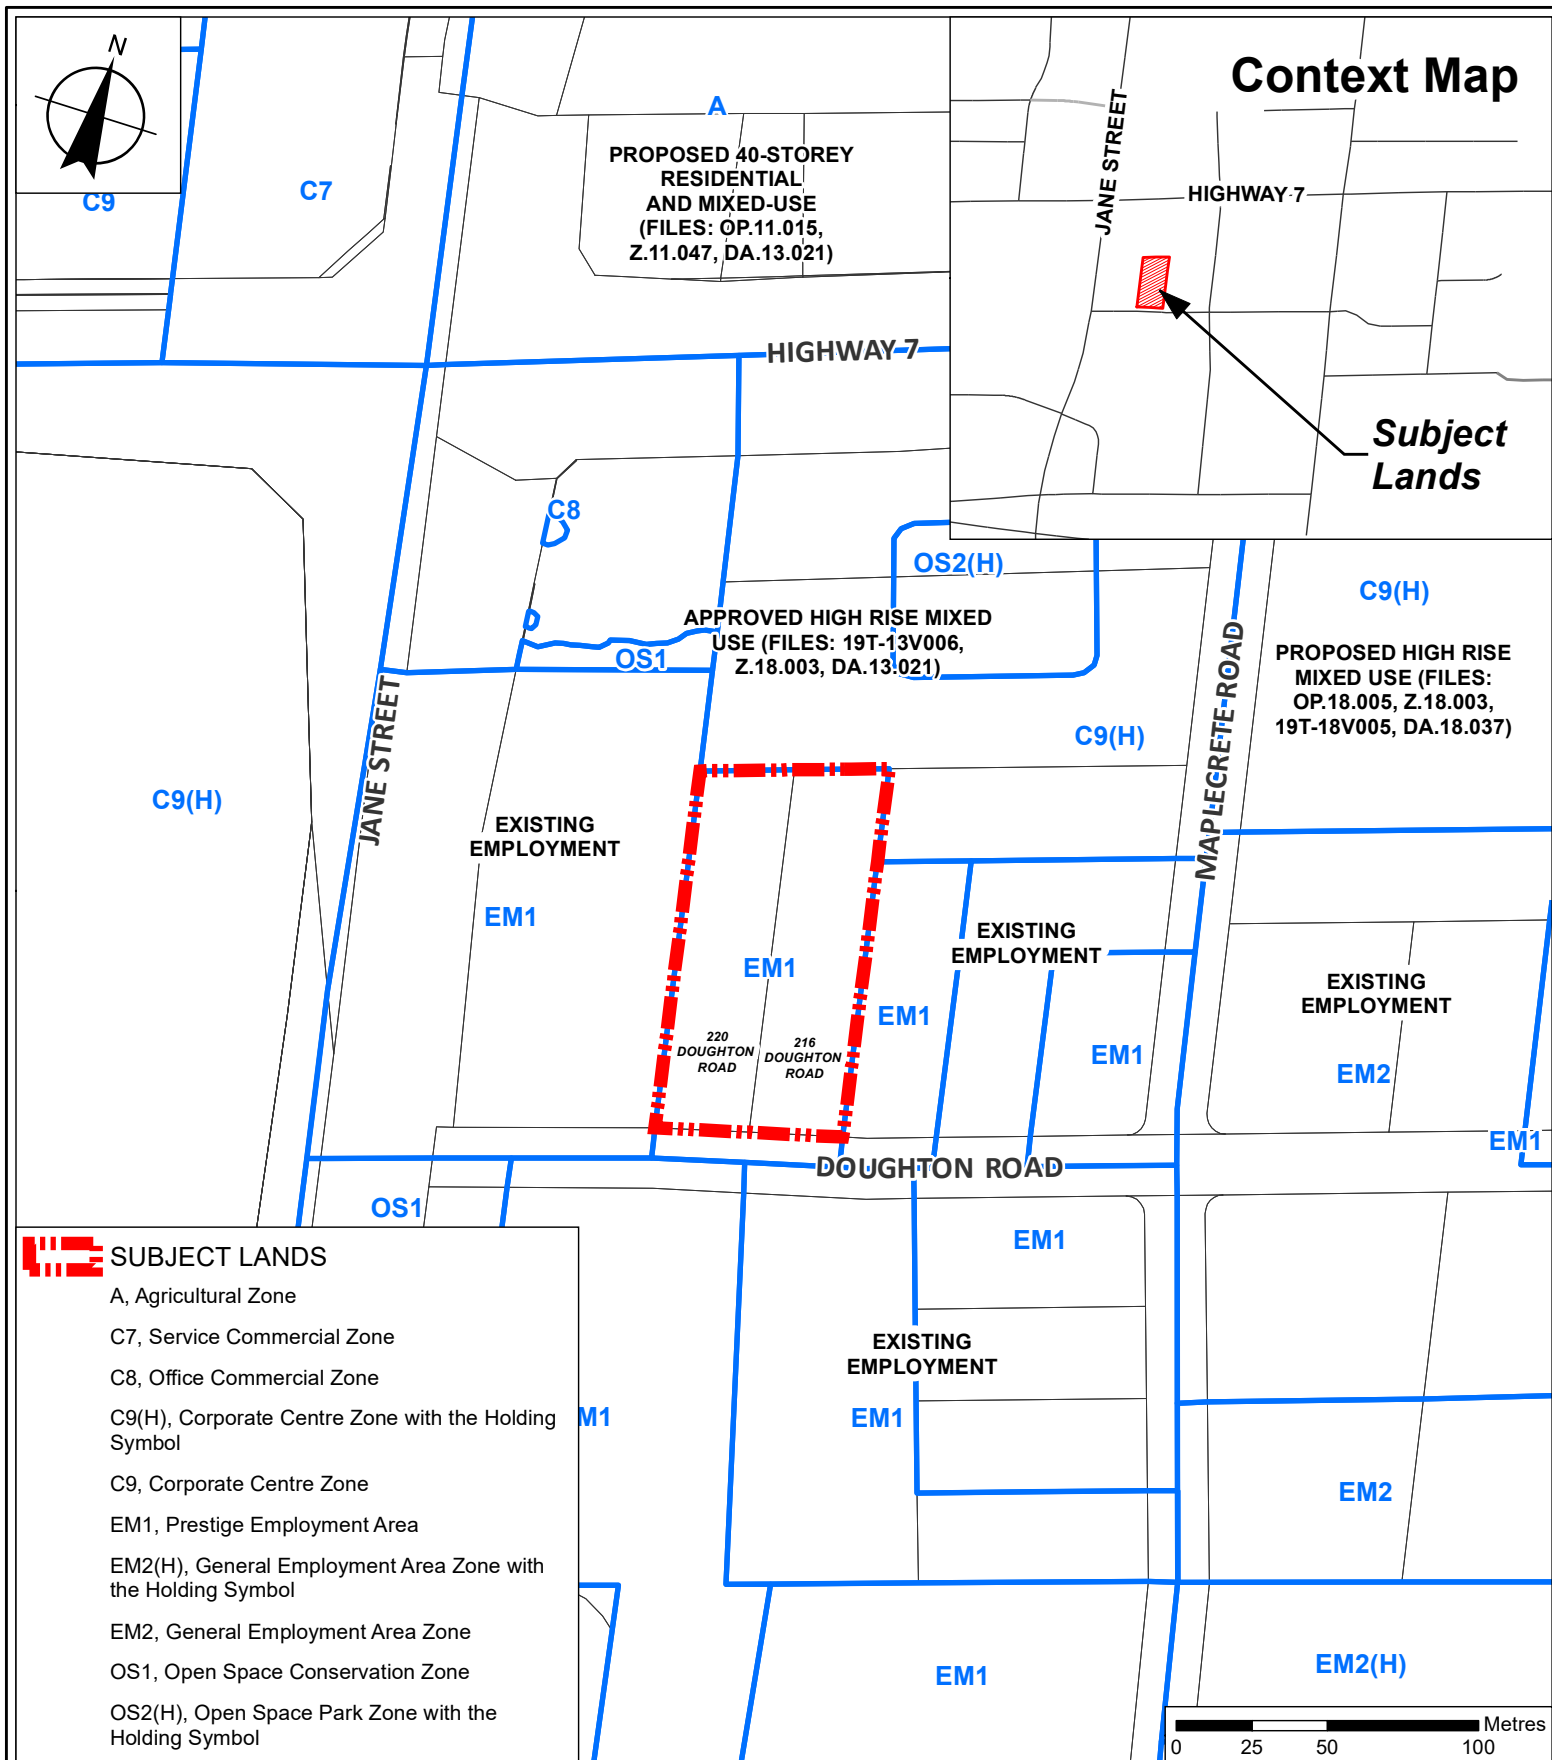 N
C9
C7
A
PROPOSED 40-STOREY
RESIDENTIAL
AND MIXED-USE
(FILES: OP.11.015,
Z.11.047, DA.13.021)
Context Map
JANE STREET
HIGHWAY 7
Subject
Lands
HIGHWAY 7
C8
OS2(H)
C9(H)
APPROVED HIGH RISE MIXED
USE (FILES: 19T-13V006,
Z.18.003, DA.13.021)
OS1
MAPLECRETE ROAD
PROPOSED HIGH RISE
MIXED USE (FILES:
OP.18.005, Z.18.003,
19T-18V005, DA.18.037)
JANE STREET
C9(H)
C9(H)
EXISTING
EMPLOYMENT
EM1
EXISTING
EMPLOYMENT
EM1
EM1
EXISTING
EMPLOYMENT
220
DOUGHTON
ROAD
216
DOUGHTON
ROAD
EM1
EM2
EM1
DOUGHTON ROAD
OS1
EM1
EXISTING
EMPLOYMENT
M1
EM1
EM2
EM1
EM2(H)
SUBJECT LANDS
A, Agricultural Zone
C7, Service Commercial Zone
C8, Office Commercial Zone
C9(H), Corporate Centre Zone with the Holding
Symbol
C9, Corporate Centre Zone
EM1, Prestige Employment Area
EM2(H), General Employment Area Zone with
the Holding Symbol
EM2, General Employment Area Zone
OS1, Open Space Conservation Zone
OS2(H), Open Space Park Zone with the
Holding Symbol
Metres
0 25 50 100